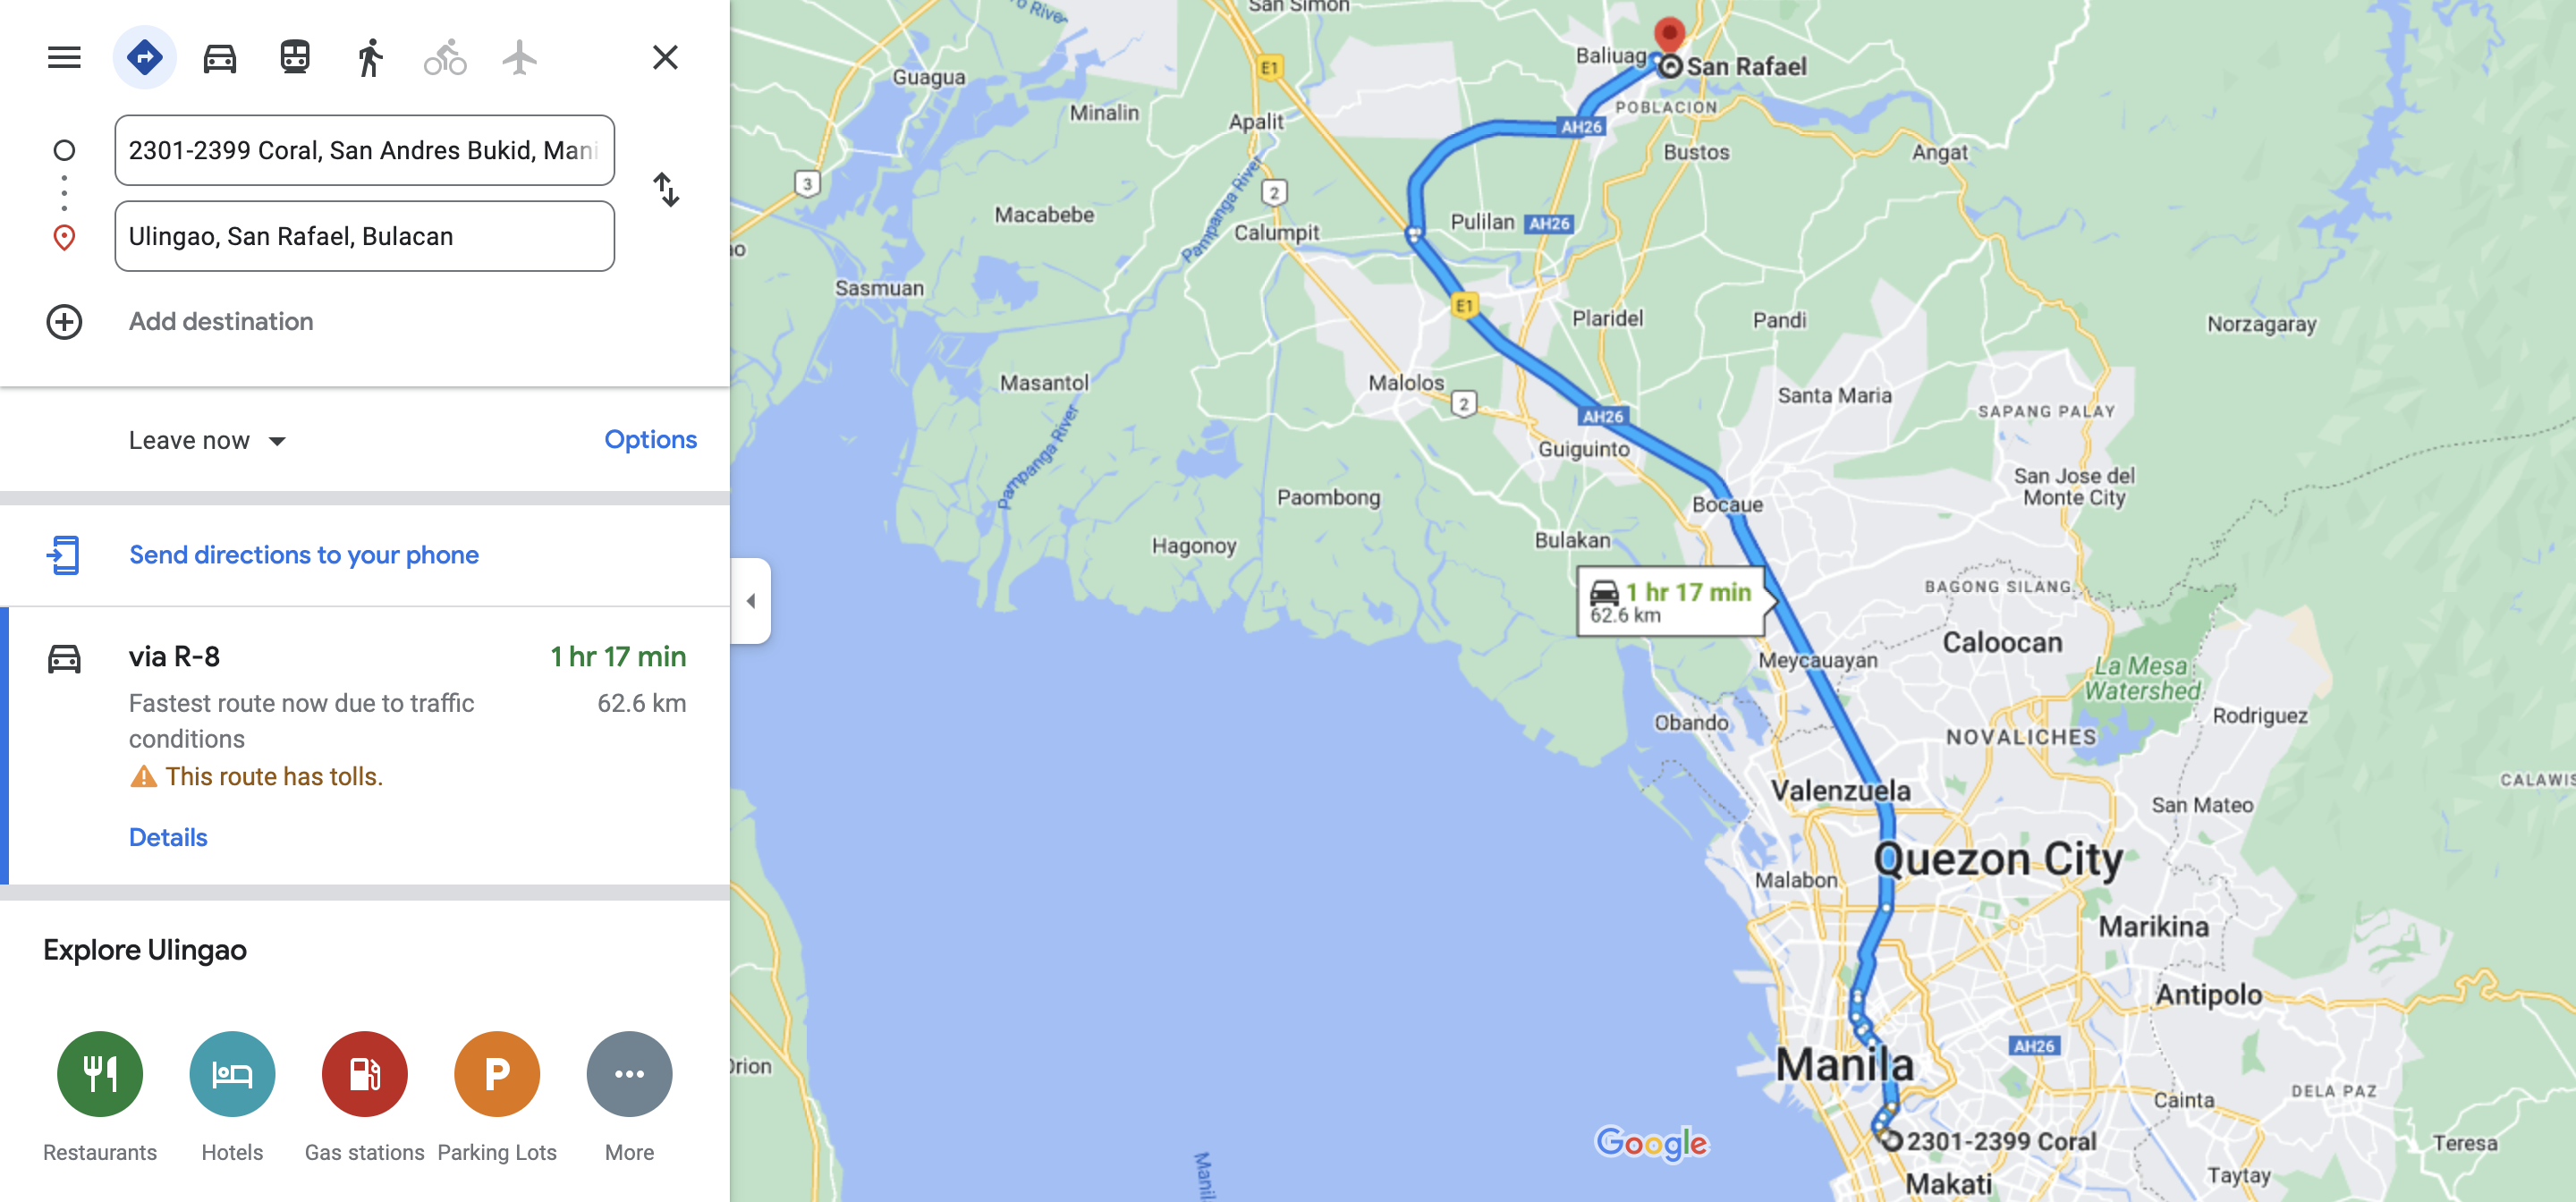 2301-2399 Coral, San Andres Bukid, Mani
Ulingao, San Rafael, Bulacan
Add destination
Leave now
Options
Send directions to your phone
via R-8
1 hr 17 min
Fastest route now due to traffic
conditions
62.6 km
This route has tolls.
Details
Explore Ulingao
Restaurants
Hotels
Gas stations
P
Parking Lots
More
San Simon
Guagua
E1
Baliuag
San Rafael
Minalin
Apalit
POBLACION
AH26
Bustos
Angat
3
2
Pampanga River
Macabebe
Calumpit
Pulilan
AH26
Sasmuan
E1
Plaridel
Pandi
Norzagaray
Masantol
Malolos
2
AH26
Santa Maria
SAPANG PALAY
Pampanga River
Guiguinto
San Jose del
Monte City
Paombong
Bocaue
Hagonoy
Bulakan
BAGONG SILANG
1 hr 17 min
62.6 km
Caloocan
Meycauayan
La Mesa
Watershed
Obando
NOVALICHES
Rodriguez
Valenzuela
San Mateo
CALAWIS
Quezon City
Malabon
Marikina
Antipolo
AH26
Manila
Orion
DELA PAZ
Cainta
Google
2301-2399 Coral
Teresa
Makati
Taytay
Manil